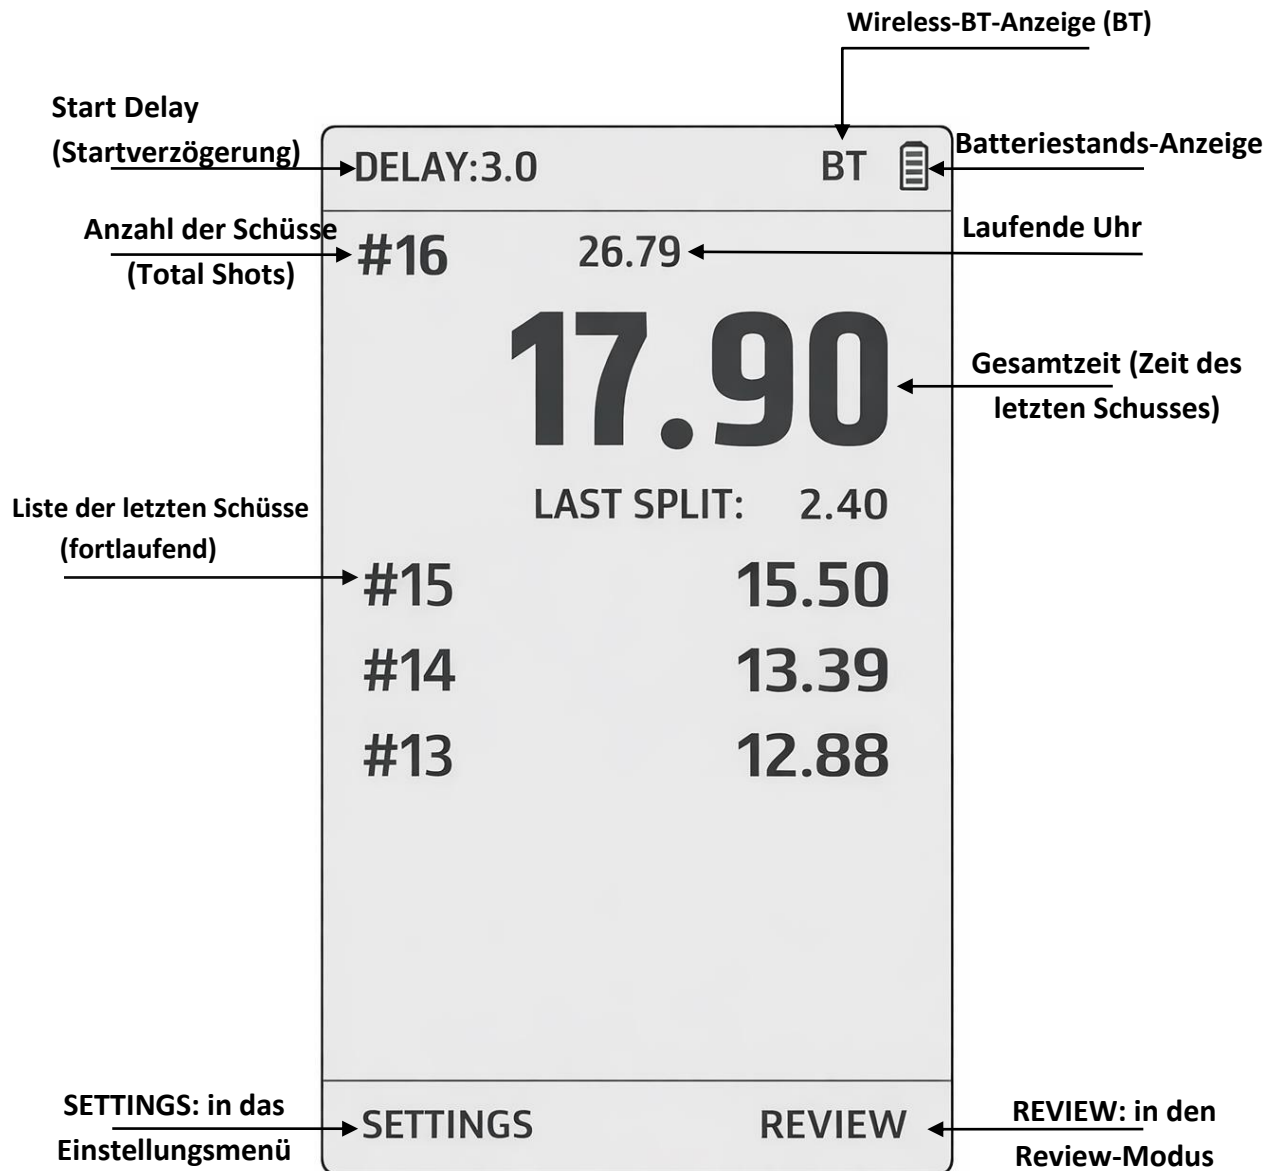 Wireless-BT-Anzeige (BT)
Start Delay
(Startverzögerung)
DELAY:3.0
BT
Batteriestands-Anzeige
Anzahl der Schüsse
(Total Shots)
#16
26.79
Laufende Uhr
17.90
Gesamtzeit (Zeit des
letzten Schusses)
LAST SPLIT: 2.40
Liste der letzten Schüsse
(fortlaufend)
#15 15.50
#14 13.39
#13 12.88
SETTINGS: in das
Einstellungsmenü
SETTINGS
REVIEW
REVIEW: in den
Review-Modus